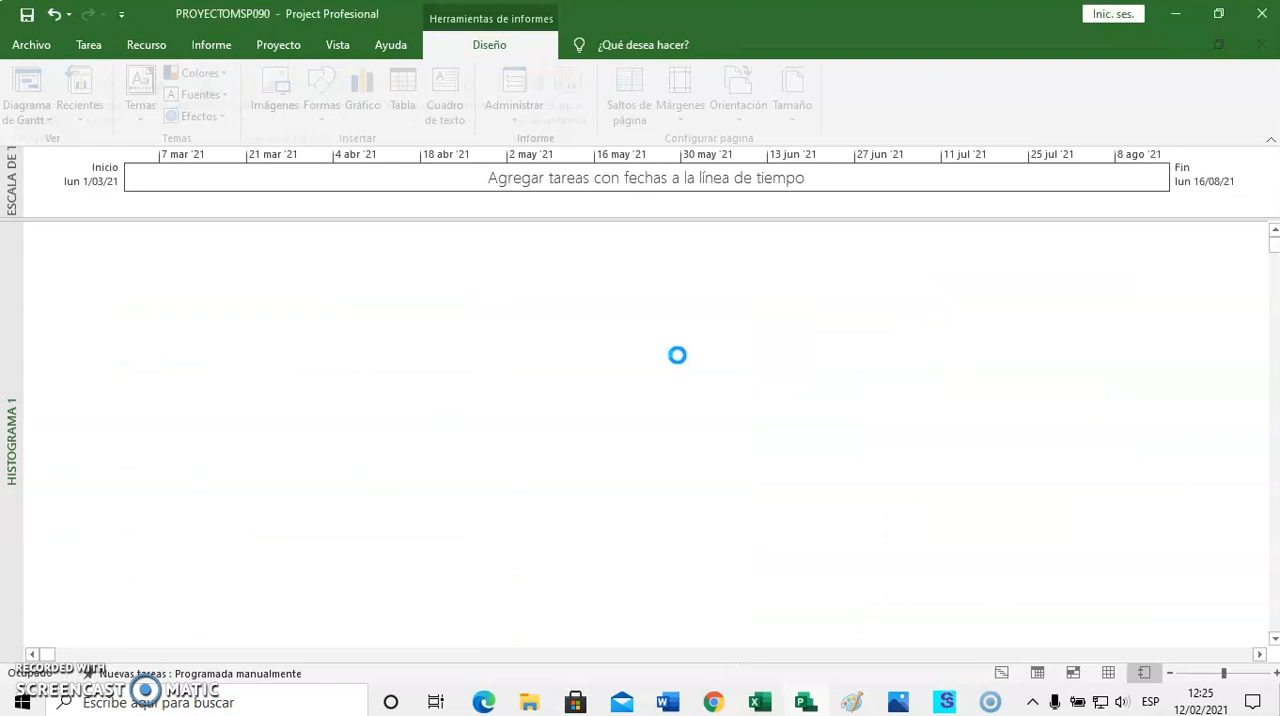 PROYECTOMSP090 - Project Profesional
Herramientas de informes
Inic. ses.
Archivo Tarea Recurso Informe Proyecto Vista Ayuda Diseño ¿Qué desea hacer?
Diagrama de Gantt
Recientes
Ver
Temas
Colores
Fuentes
Efectos
Temas
Imágenes
Formas
Gráfico
Tabla
Cuadro de texto
Insertar
Administrar
Informe
Saltos de página
Márgenes
Orientación
Tamaño
Configurar página
ESCALA DE T
Inicio
lun 1/03/21
7 mar '21 21 mar '21 4 abr '21 18 abr '21 2 may '21 16 may '21 30 may '21 13 jun '21 27 jun '21 11 jul '21 25 jul '21 8 ago '21
Agregar tareas con fechas a la línea de tiempo
Fin
lun 16/08/21
HISTOGRAMA 1
Ocupado
Nuevas tareas : Programada manualmente
RECORDED WITH
SCREENCAST MATIC
Escribe aquí para buscar
ESP
12:25
12/02/2021